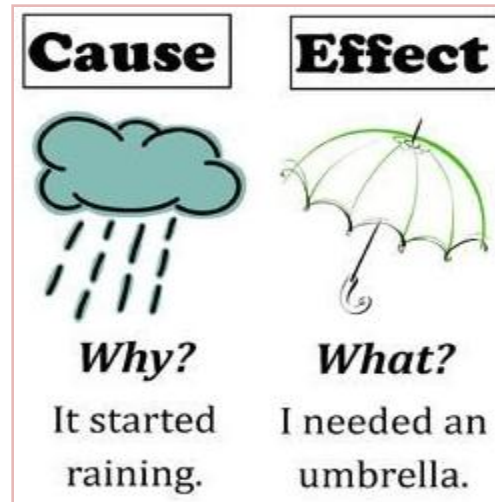 Cause
Effect
Why?
What?
It started
raining.
I needed an
umbrella.